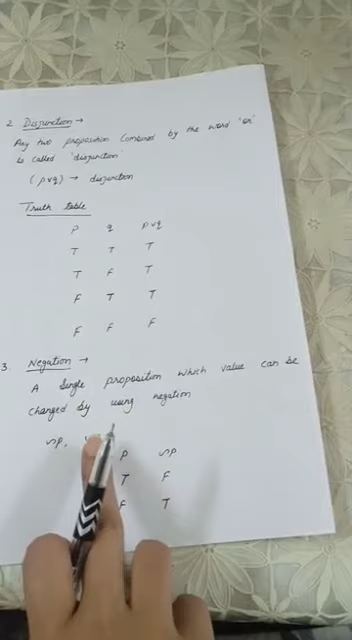 2. Disjunction →
Any two proposition combined by the word 'or'
is called 'disjunction'
(p∨q) → disjunction
Truth table
p q p∨q
T T T
T F T
F T T
F F F
3. Negation →
A Single proposition which value can be
changed by using negation
~p,
p ~p
T F
F T